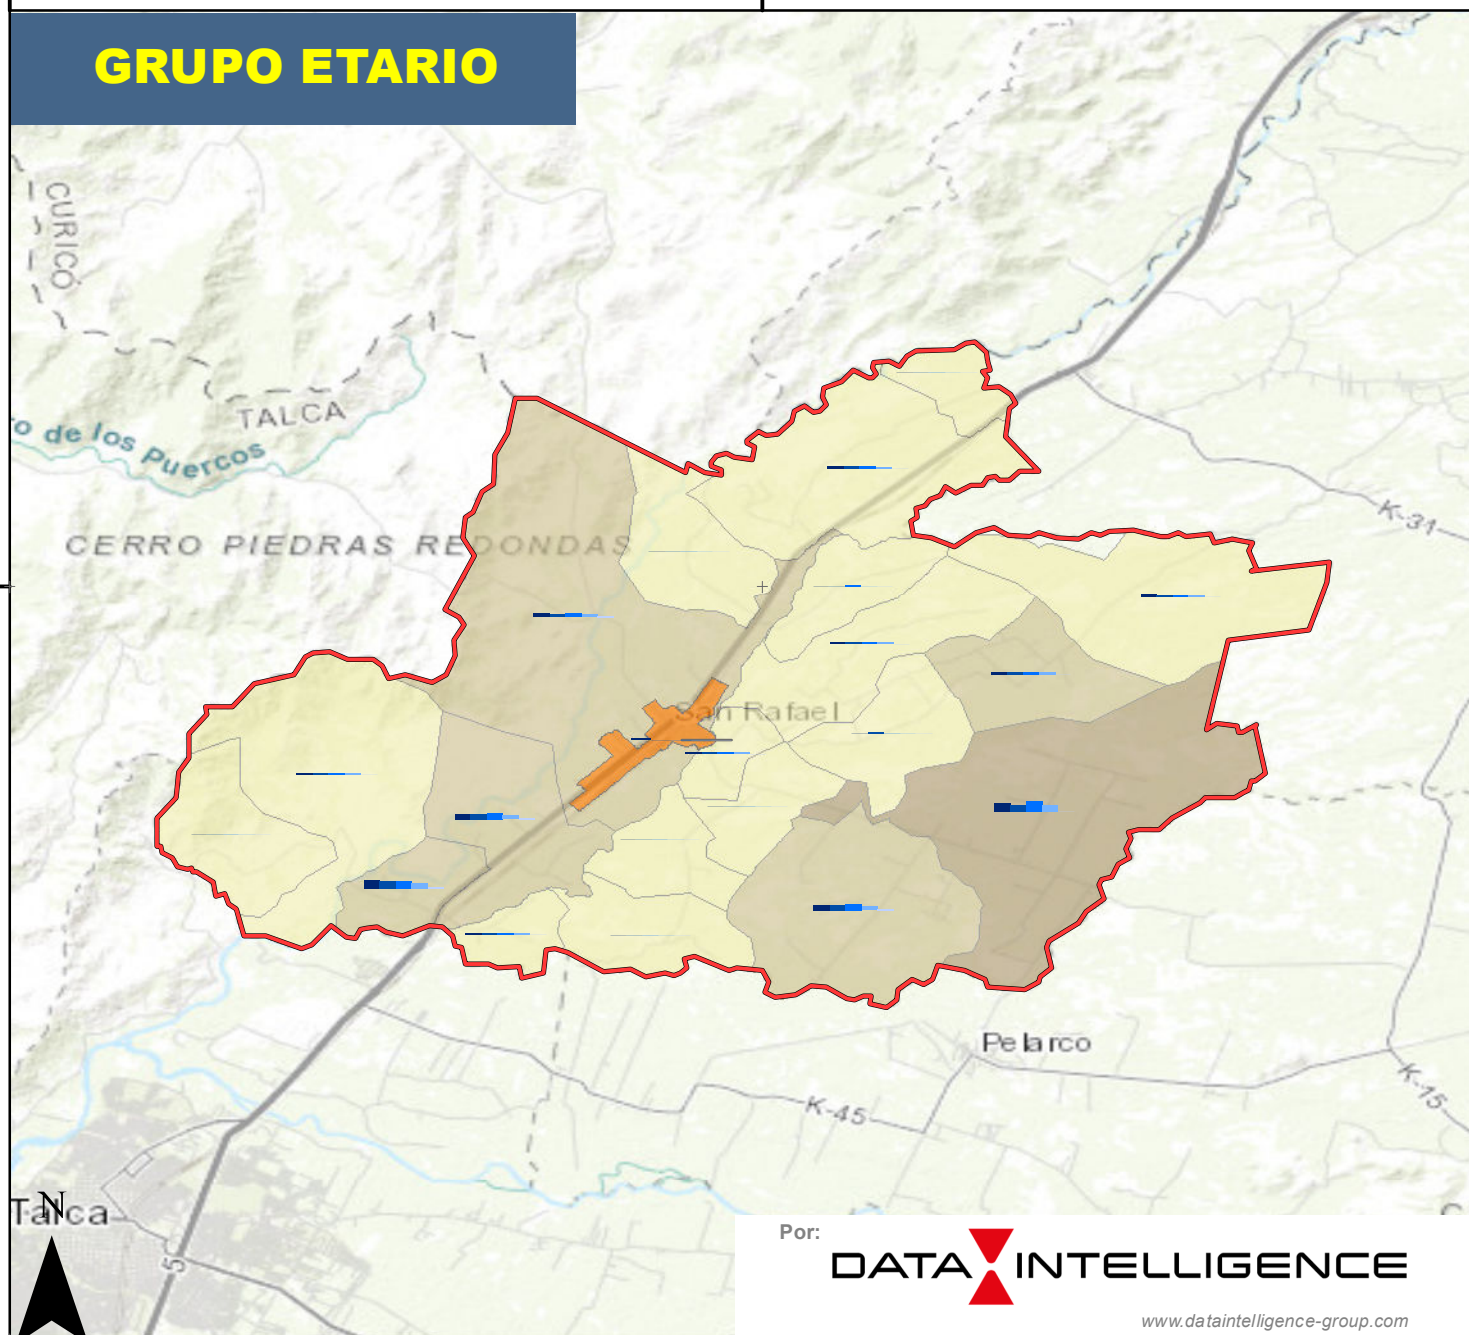 GRUPO ETARIO
CURICÓ
TALCA
o de los Puercos
CERRO PIEDRAS REDONDAS
K-31
San Rafael
Pelarco
K-15
K-45
N
Talca
5
Por:
DATA INTELLIGENCE
www.dataintelligence-group.com